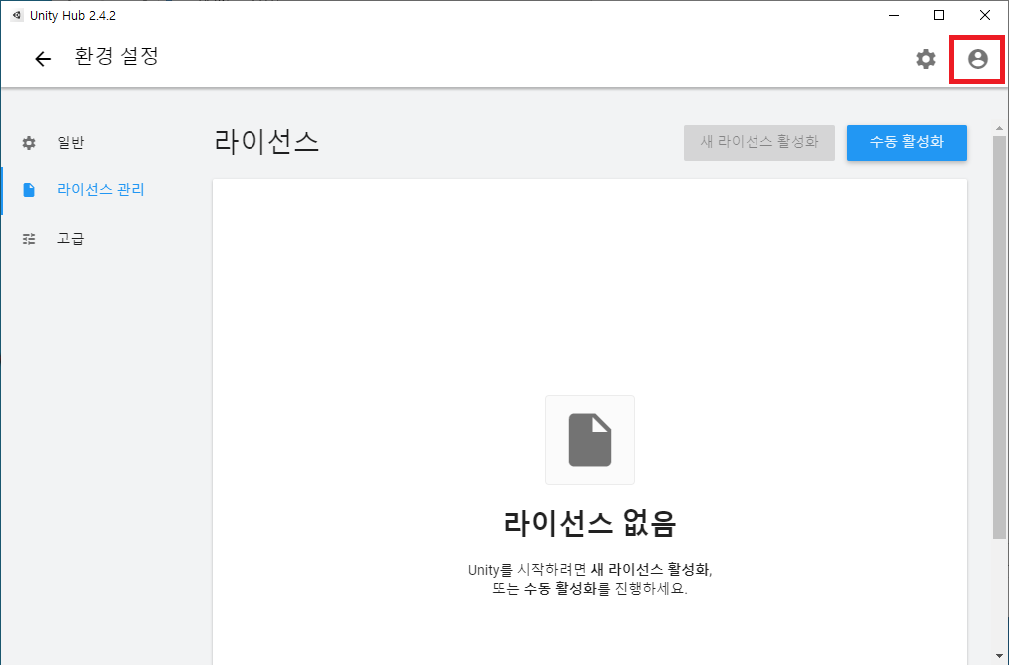 Unity Hub 2.4.2
환경 설정
일반
라이선스 관리
고급
라이선스
새 라이선스 활성화
수동 활성화
라이선스 없음
Unity를 시작하려면 새 라이선스 활성화,
또는 수동 활성화를 진행하세요.